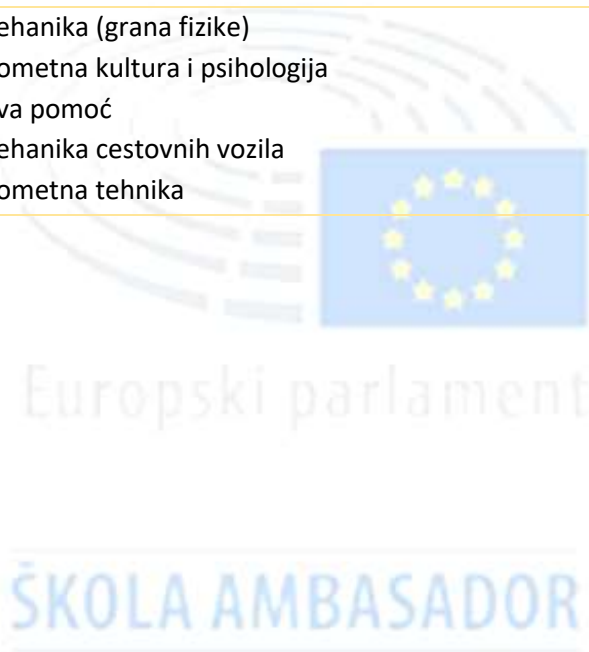 ehanika (grana fizike)
ometna kultura i psihologija
va pomoć
ehanika cestovnih vozila
ometna tehnika
Europski parlament
ŠKOLA AMBASADOR